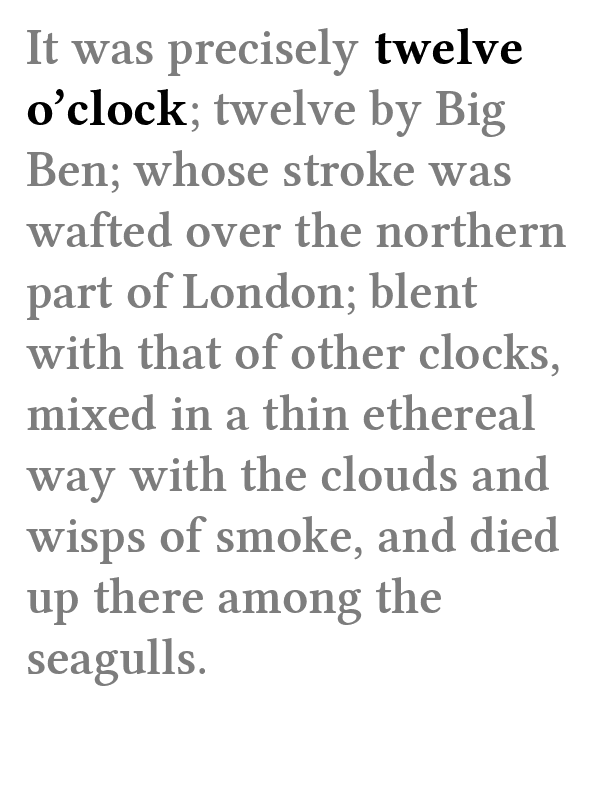 It was precisely twelve
o’clock; twelve by Big
Ben; whose stroke was
wafted over the northern
part of London; blent
with that of other clocks,
mixed in a thin ethereal
way with the clouds and
wisps of smoke, and died
up there among the
seagulls.